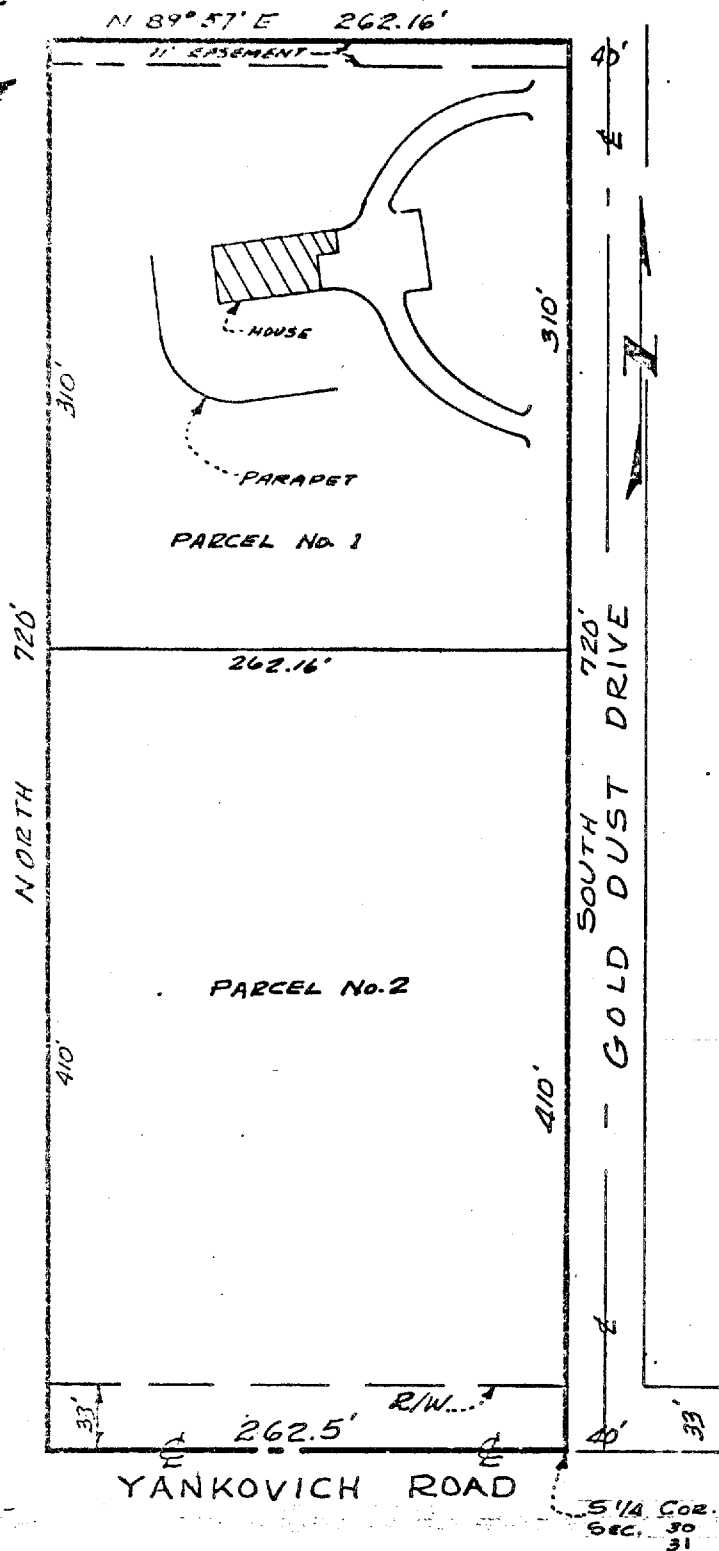 N 89°57' E 262.16'
11' EASEMENT
40'
℄
310'
N
HOUSE
310'
PARAPET
PARCEL No. 1
720'
NORTH
262.16'
720'
SOUTH
GOLD DUST DRIVE
PARCEL No. 2
410'
410'
℄
R/W
33'
262.5'
40'
33'
℄
℄
YANKOVICH ROAD
S 1/4 COR.
SEC. 30
31